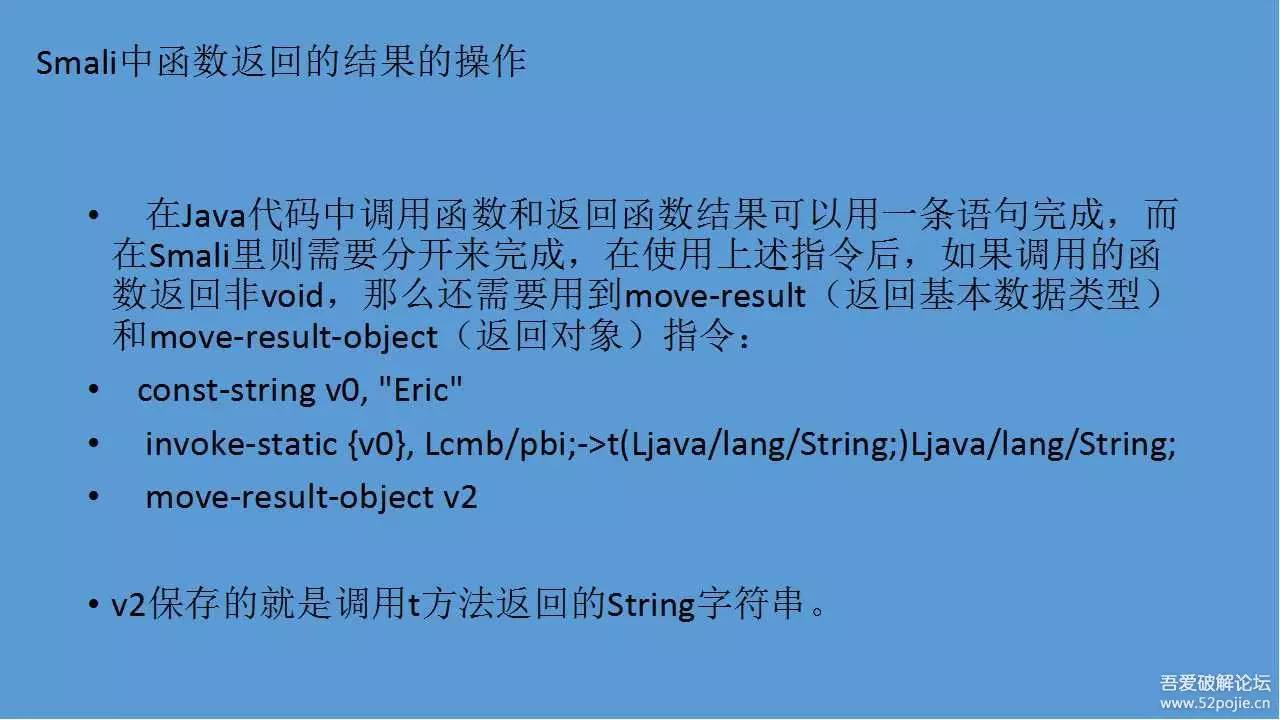 Smali中函数返回的结果的操作
• 在Java代码中调用函数和返回函数结果可以用一条语句完成，而
在Smali里则需要分开来完成，在使用上述指令后，如果调用的函
数返回非void，那么还需要用到move-result（返回基本数据类型）
和move-result-object（返回对象）指令：
• const-string v0, "Eric"
• invoke-static {v0}, Lcmb/pbi;->t(Ljava/lang/String;)Ljava/lang/String;
• move-result-object v2
• v2保存的就是调用t方法返回的String字符串。
吾爱破解论坛
www.52pojie.cn